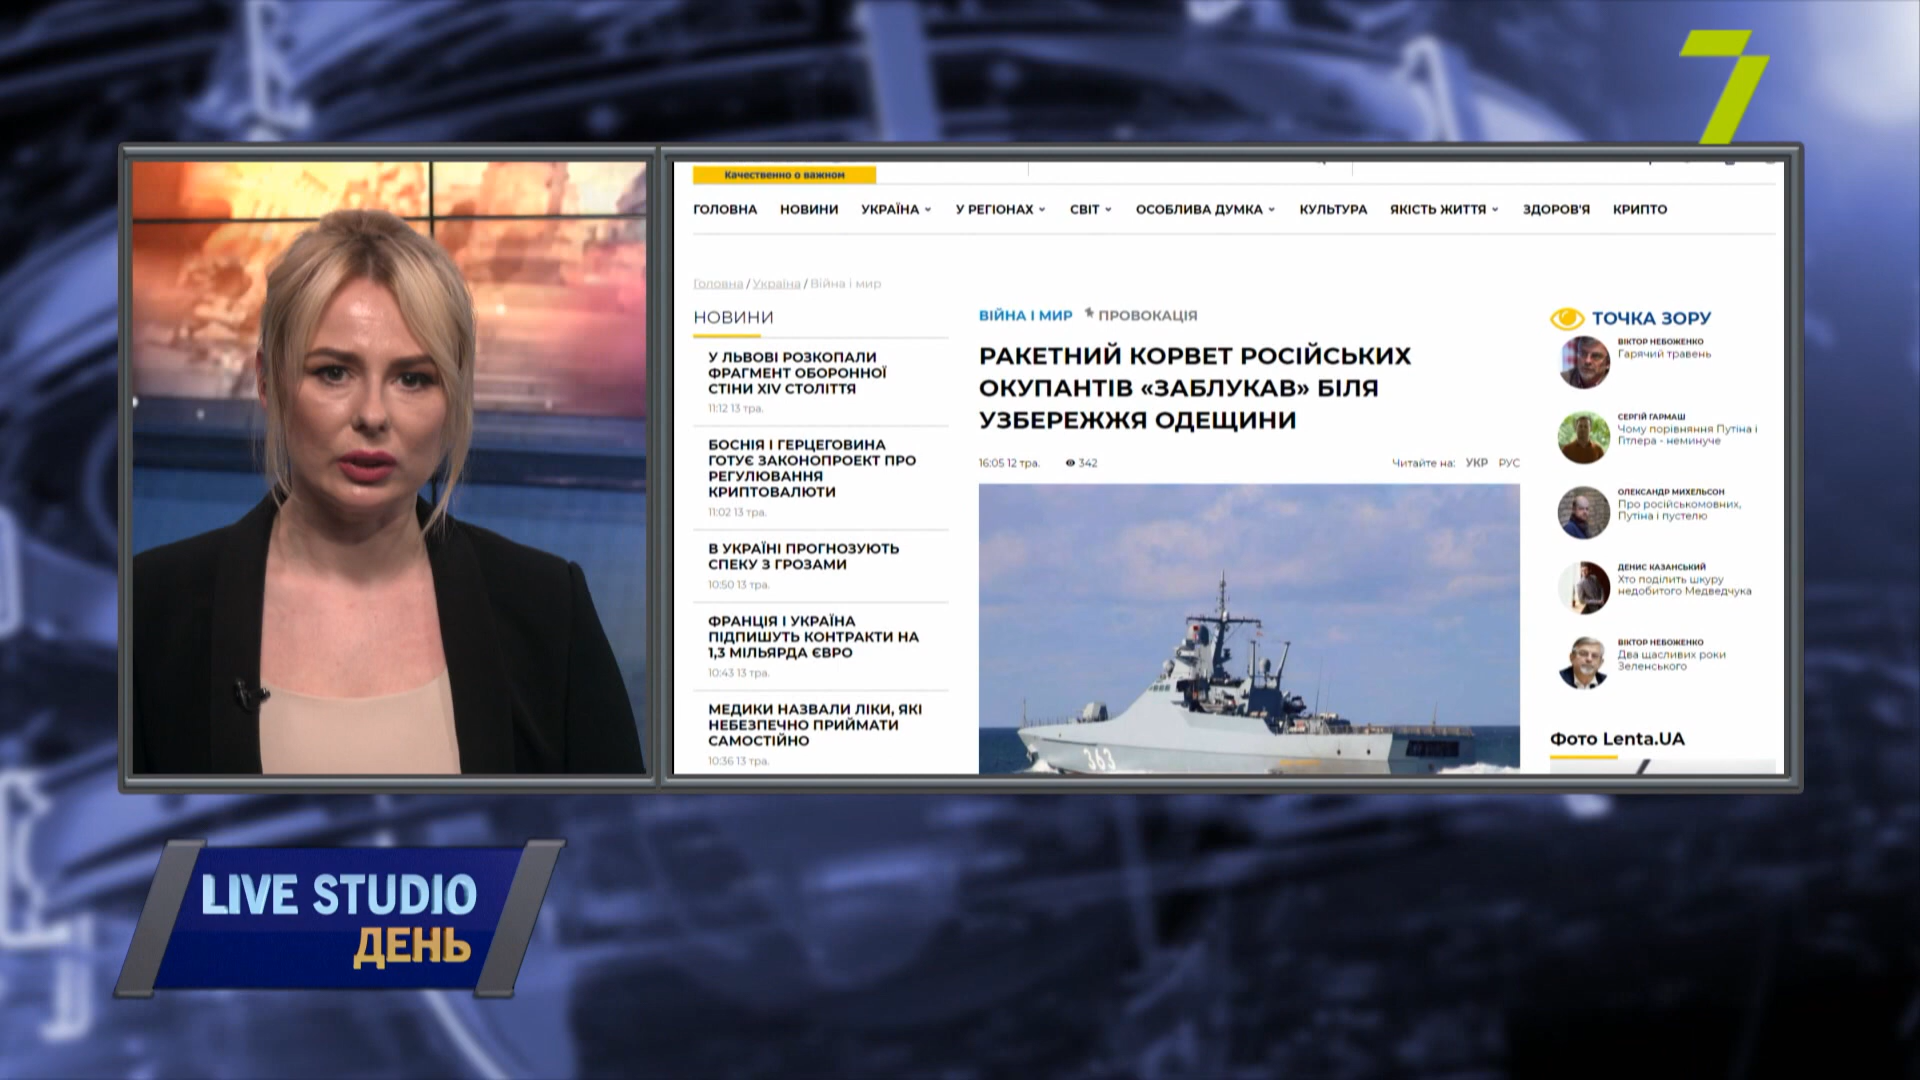 7
Качественно о важном
ГОЛОВНА НОВИНИ УКРАЇНА У РЕГІОНАХ СВІТ ОСОБЛИВА ДУМКА КУЛЬТУРА ЯКІСТЬ ЖИТТЯ ЗДОРОВ'Я КРИПТО
Головна / Україна / Війна і мир
НОВИНИ
У ЛЬВОВІ РОЗКОПАЛИ
ФРАГМЕНТ ОБОРОННОЇ
СТІНИ XIV СТОЛІТТЯ
11:12 13 тра.
БОСНІЯ І ГЕРЦЕГОВИНА
ГОТУЄ ЗАКОНОПРОЕКТ ПРО
РЕГУЛЮВАННЯ
КРИПТОВАЛЮТИ
11:02 13 тра.
В УКРАЇНІ ПРОГНОЗУЮТЬ
СПЕКУ З ГРОЗАМИ
10:50 13 тра.
ФРАНЦІЯ І УКРАЇНА
ПІДПИШУТЬ КОНТРАКТИ НА
1,3 МІЛЬЯРДА ЄВРО
10:43 13 тра.
МЕДИКИ НАЗВАЛИ ЛІКИ, ЯКІ
НЕБЕЗПЕЧНО ПРИЙМАТИ
САМОСТІЙНО
10:36 13 тра.
ВІЙНА І МИР ПРОВОКАЦІЯ
РАКЕТНИЙ КОРВЕТ РОСІЙСЬКИХ
ОКУПАНТІВ «ЗАБЛУКАВ» БІЛЯ
УЗБЕРЕЖЖЯ ОДЕЩИНИ
16:05 12 тра. 342 Читайте на: УКР РУС
363
ТОЧКА ЗОРУ
ВІКТОР НЕБОЖЕНКО
Гарячий травень
СЕРГІЙ ГАРМАШ
Чому порівняння Путіна і
Гітлера - неминуче
ОЛЕКСАНДР МИХЕЛЬСОН
Про російськомовних,
Путіна і пустелю
ДЕНИС КАЗАНСЬКИЙ
Хто поділить шкуру
недобитого Медведчука
ВІКТОР НЕБОЖЕНКО
Два щасливих роки
Зеленського
Фото Lenta.UA
LIVE STUDIO
ДЕНЬ